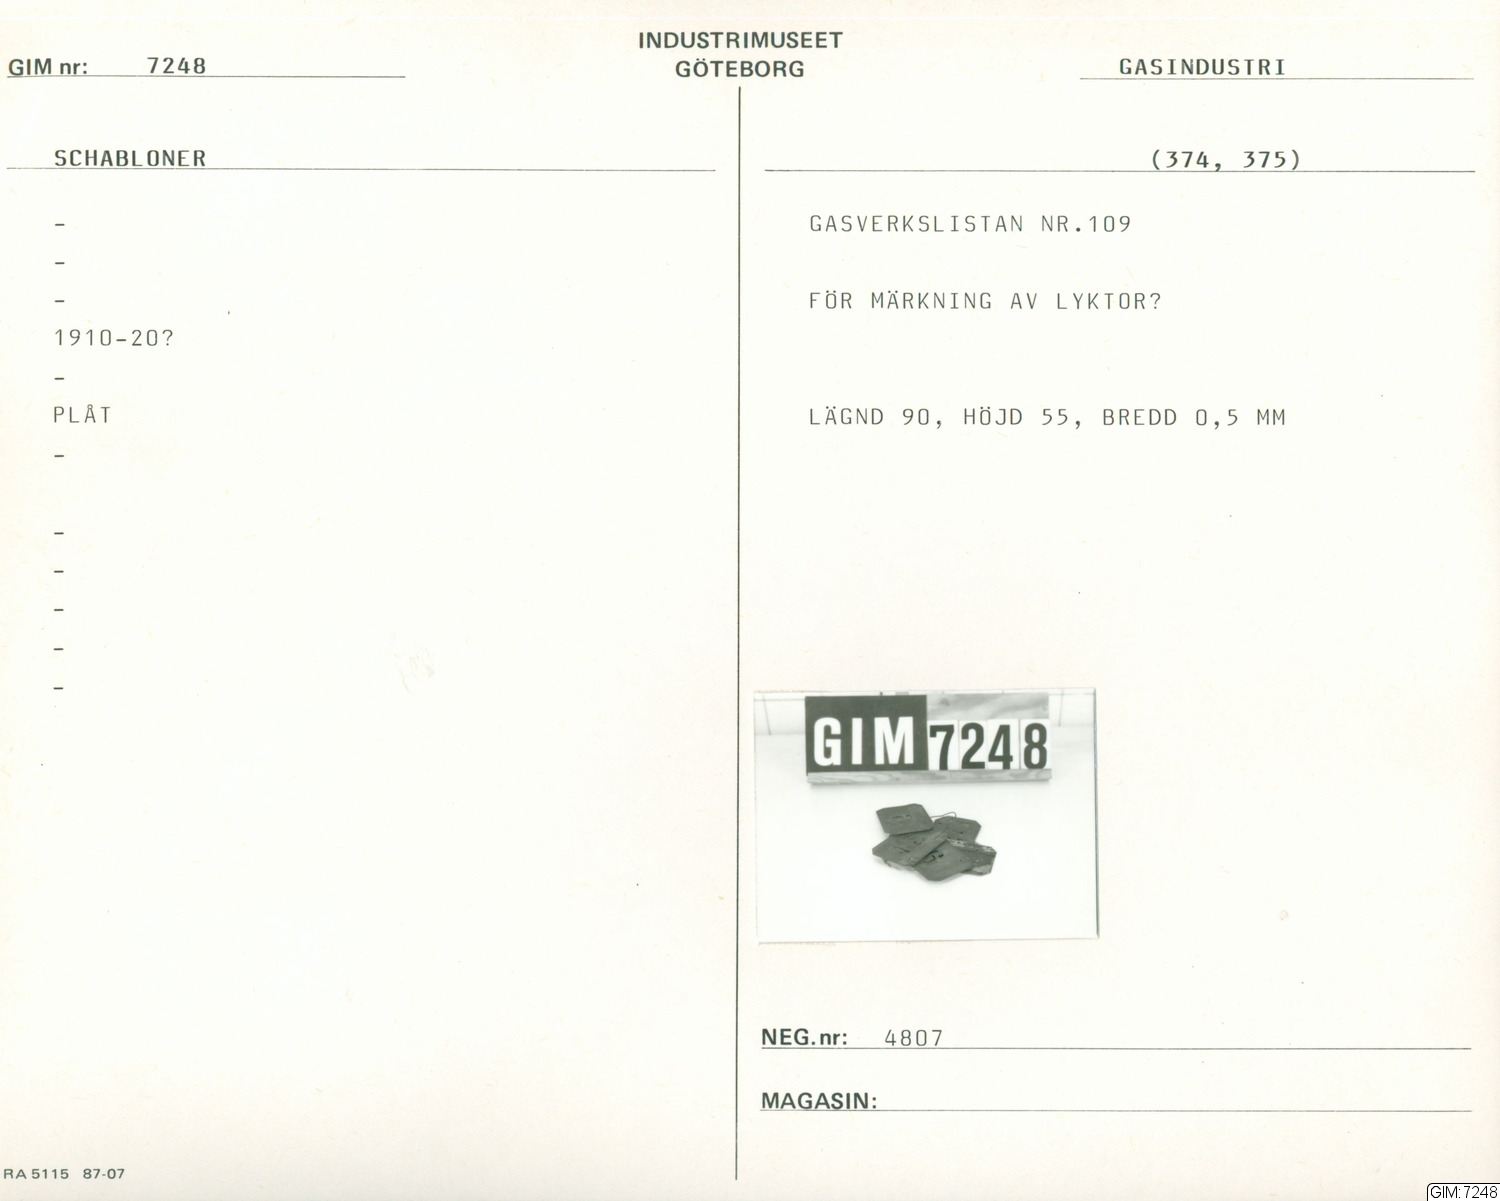 INDUSTRIMUSEET
GÖTEBORG
GIM nr: 7248
GASINDUSTRI
SCHABLONER
(374, 375)
-
-
-
1910-20?
-
PLÅT
-
-
-
-
-
-
GASVERKSLISTAN NR.109
FÖR MÄRKNING AV LYKTOR?
LÄGND 90, HÖJD 55, BREDD 0,5 MM
GIM 7248
NEG.nr: 4807
MAGASIN:
RA 5115 87-07
GIM:7248